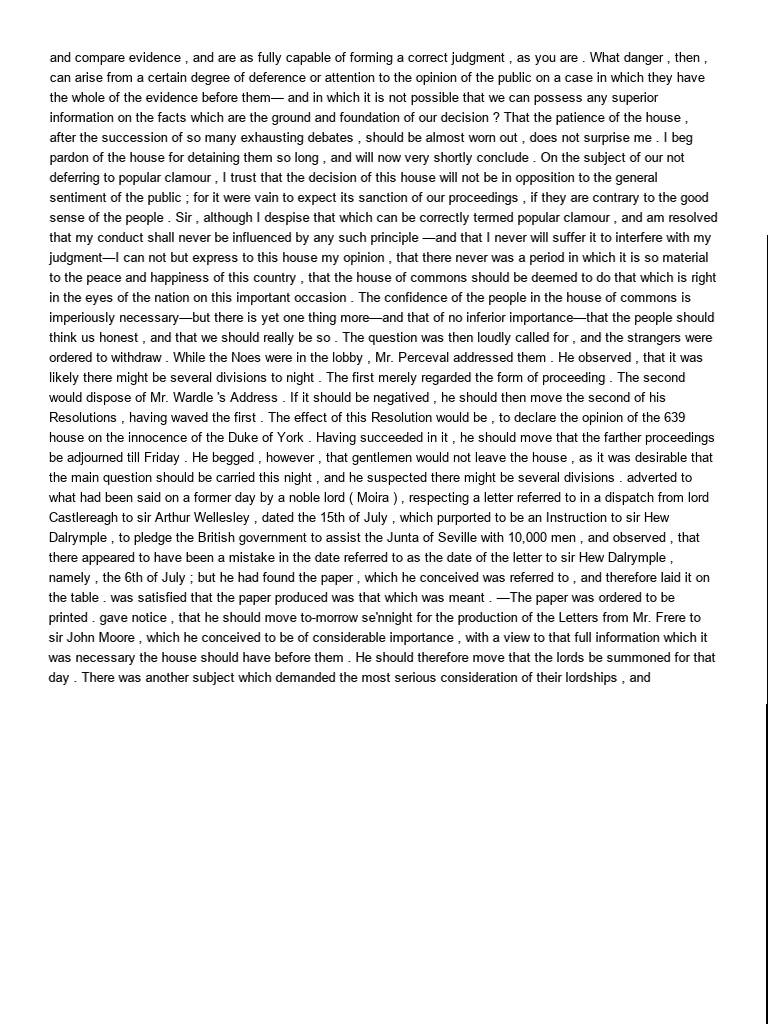 and compare evidence , and are as fully capable of forming a correct judgment , as you are . What danger , then ,
can arise from a certain degree of deference or attention to the opinion of the public on a case in which they have
the whole of the evidence before them— and in which it is not possible that we can possess any superior
information on the facts which are the ground and foundation of our decision ? That the patience of the house ,
after the succession of so many exhausting debates , should be almost worn out , does not surprise me . I beg
pardon of the house for detaining them so long , and will now very shortly conclude . On the subject of our not
deferring to popular clamour , I trust that the decision of this house will not be in opposition to the general
sentiment of the public ; for it were vain to expect its sanction of our proceedings , if they are contrary to the good
sense of the people . Sir , although I despise that which can be correctly termed popular clamour , and am resolved
that my conduct shall never be influenced by any such principle —and that I never will suffer it to interfere with my
judgment—I can not but express to this house my opinion , that there never was a period in which it is so material
to the peace and happiness of this country , that the house of commons should be deemed to do that which is right
in the eyes of the nation on this important occasion . The confidence of the people in the house of commons is
imperiously necessary—but there is yet one thing more—and that of no inferior importance—that the people should
think us honest , and that we should really be so . The question was then loudly called for , and the strangers were
ordered to withdraw . While the Noes were in the lobby , Mr. Perceval addressed them . He observed , that it was
likely there might be several divisions to night . The first merely regarded the form of proceeding . The second
would dispose of Mr. Wardle 's Address . If it should be negatived , he should then move the second of his
Resolutions , having waved the first . The effect of this Resolution would be , to declare the opinion of the 639
house on the innocence of the Duke of York . Having succeeded in it , he should move that the farther proceedings
be adjourned till Friday . He begged , however , that gentlemen would not leave the house , as it was desirable that
the main question should be carried this night , and he suspected there might be several divisions . adverted to
what had been said on a former day by a noble lord ( Moira ) , respecting a letter referred to in a dispatch from lord
Castlereagh to sir Arthur Wellesley , dated the 15th of July , which purported to be an Instruction to sir Hew
Dalrymple , to pledge the British government to assist the Junta of Seville with 10,000 men , and observed , that
there appeared to have been a mistake in the date referred to as the date of the letter to sir Hew Dalrymple ,
namely , the 6th of July ; but he had found the paper , which he conceived was referred to , and therefore laid it on
the table . was satisfied that the paper produced was that which was meant . —The paper was ordered to be
printed . gave notice , that he should move to-morrow se'nnight for the production of the Letters from Mr. Frere to
sir John Moore , which he conceived to be of considerable importance , with a view to that full information which it
was necessary the house should have before them . He should therefore move that the lords be summoned for that
day . There was another subject which demanded the most serious consideration of their lordships , and